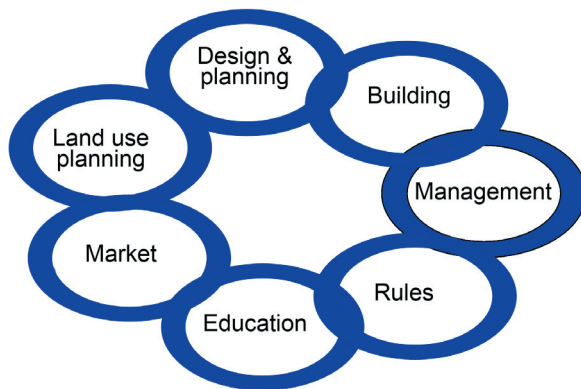 Design &
planning
Building
Land use
planning
Management
Market
Rules
Education